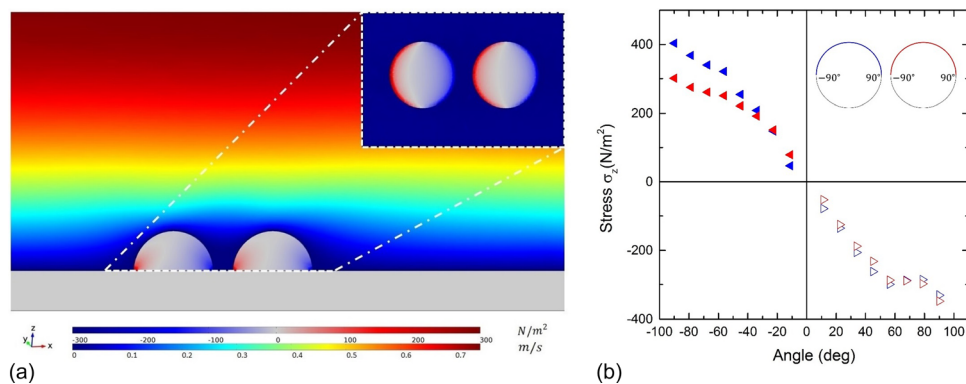 z
y
x
N/m²
-300 -200 -100 0 100 200 300
m/s
0 0.1 0.2 0.3 0.4 0.5 0.6 0.7
(a)
Stress σz(N/m²)
400
200
0
-200
-400
−90° 90° −90° 90°
-100 -80 -60 -40 -20 0 20 40 60 80 100
Angle (deg)
(b)